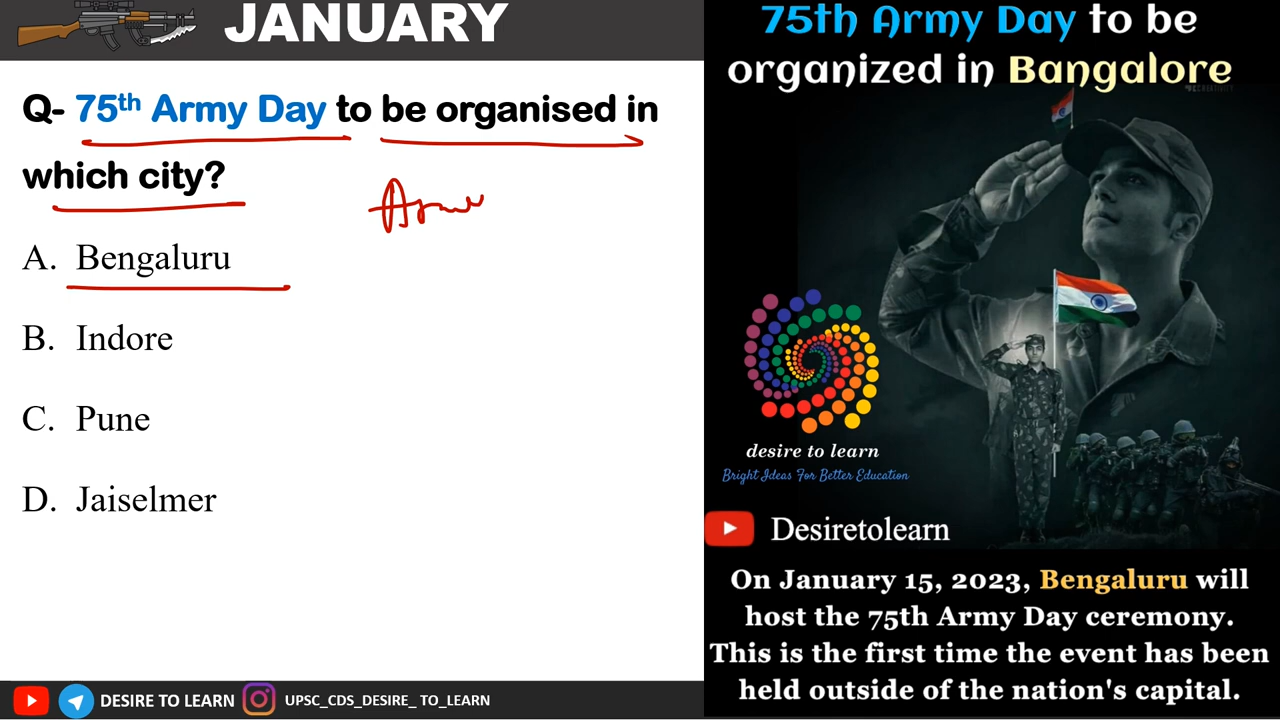 JANUARY
Q- 75th Army Day to be organised in
which city?
A. Bengaluru
B. Indore
C. Pune
D. Jaiselmer
DESIRE TO LEARN
UPSC_CDS_DESIRE_ TO_LEARN
75th Army Day to be
organized in Bangalore
desire to learn
Bright Ideas For Better Education
Desiretolearn
On January 15, 2023, Bengaluru will
host the 75th Army Day ceremony.
This is the first time the event has been
held outside of the nation's capital.